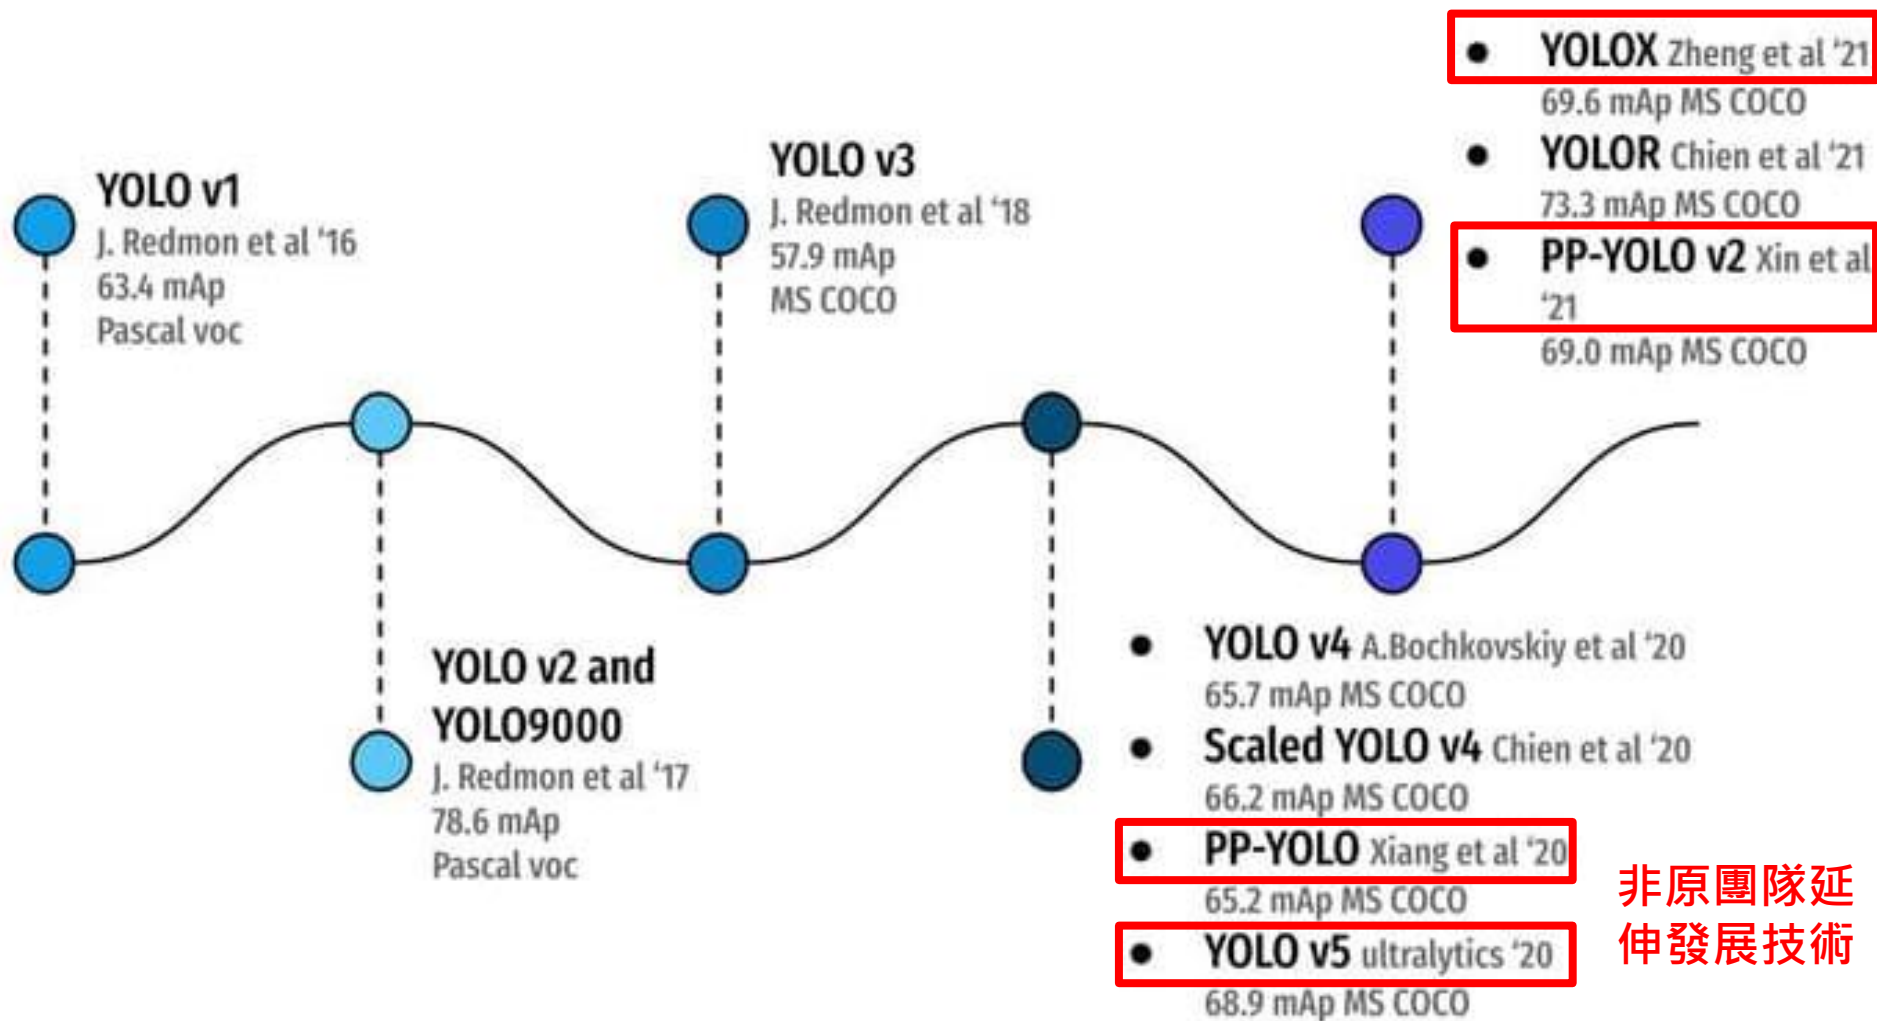 YOLO v1
J. Redmon et al ‘16
63.4 mAp
Pascal voc
YOLO v2 and
YOLO9000
J. Redmon et al ‘17
78.6 mAp
Pascal voc
YOLO v3
J. Redmon et al ‘18
57.9 mAp
MS COCO
● YOLO v4 A.Bochkovskiy et al ‘20
65.7 mAp MS COCO
● Scaled YOLO v4 Chien et al ‘20
66.2 mAp MS COCO
● PP-YOLO Xiang et al ‘20
65.2 mAp MS COCO
● YOLO v5 ultralytics ‘20
68.9 mAp MS COCO
● YOLOX Zheng et al ‘21
69.6 mAp MS COCO
● YOLOR Chien et al ‘21
73.3 mAp MS COCO
● PP-YOLO v2 Xin et al
‘21
69.0 mAp MS COCO
非原團隊延
伸發展技術